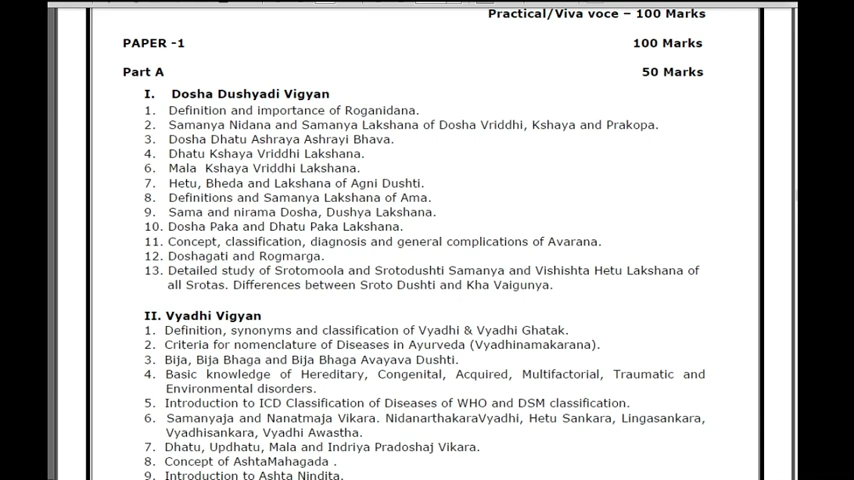 Practical/Viva voce – 100 Marks
PAPER -1 100 Marks
Part A 50 Marks
I. Dosha Dushyadi Vigyan
1. Definition and importance of Roganidana.
2. Samanya Nidana and Samanya Lakshana of Dosha Vriddhi, Kshaya and Prakopa.
3. Dosha Dhatu Ashraya Ashrayi Bhava.
4. Dhatu Kshaya Vriddhi Lakshana.
6. Mala Kshaya Vriddhi Lakshana.
7. Hetu, Bheda and Lakshana of Agni Dushti.
8. Definitions and Samanya Lakshana of Ama.
9. Sama and nirama Dosha, Dushya Lakshana.
10. Dosha Paka and Dhatu Paka Lakshana.
11. Concept, classification, diagnosis and general complications of Avarana.
12. Doshagati and Rogmarga.
13. Detailed study of Srotomoola and Srotodushti Samanya and Vishishta Hetu Lakshana of
all Srotas. Differences between Sroto Dushti and Kha Vaigunya.
II. Vyadhi Vigyan
1. Definition, synonyms and classification of Vyadhi & Vyadhi Ghatak.
2. Criteria for nomenclature of Diseases in Ayurveda (Vyadhinamakarana).
3. Bija, Bija Bhaga and Bija Bhaga Avayava Dushti.
4. Basic knowledge of Hereditary, Congenital, Acquired, Multifactorial, Traumatic and
Environmental disorders.
5. Introduction to ICD Classification of Diseases of WHO and DSM classification.
6. Samanyaja and Nanatmaja Vikara. NidanarthakaraVyadhi, Hetu Sankara, Lingasankara,
Vyadhisankara, Vyadhi Awastha.
7. Dhatu, Updhatu, Mala and Indriya Pradoshaj Vikara.
8. Concept of AshtaMahagada .
9. Introduction to Ashta Nindita.